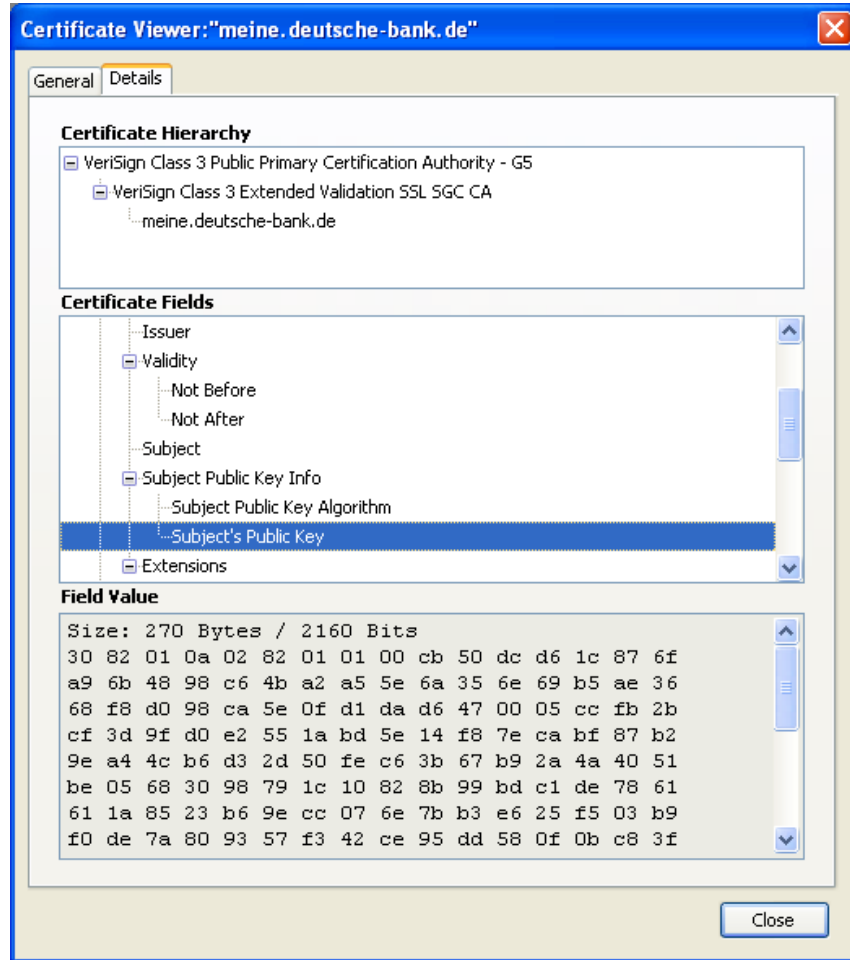 Certificate Viewer:"meine.deutsche-bank.de"
General Details
Certificate Hierarchy
VeriSign Class 3 Public Primary Certification Authority - G5
VeriSign Class 3 Extended Validation SSL SGC CA
meine.deutsche-bank.de
Certificate Fields
Issuer
Validity
Not Before
Not After
Subject
Subject Public Key Info
Subject Public Key Algorithm
Subject's Public Key
Extensions
Field Value
Size: 270 Bytes / 2160 Bits
30 82 01 0a 02 82 01 01 00 cb 50 dc d6 1c 87 6f
a9 6b 48 98 c6 4b a2 a5 5e 6a 35 6e 69 b5 ae 36
68 f8 d0 98 ca 5e 0f d1 da d6 47 00 05 cc fb 2b
cf 3d 9f d0 e2 55 1a bd 5e 14 f8 7e ca bf 87 b2
9e a4 4c b6 d3 2d 50 fe c6 3b 67 b9 2a 4a 40 51
be 05 68 30 98 79 1c 10 82 8b 99 bd c1 de 78 61
61 1a 85 23 b6 9e cc 07 6e 7b b3 e6 25 f5 03 b9
f0 de 7a 80 93 57 f3 42 ce 95 dd 58 0f 0b c8 3f
Close